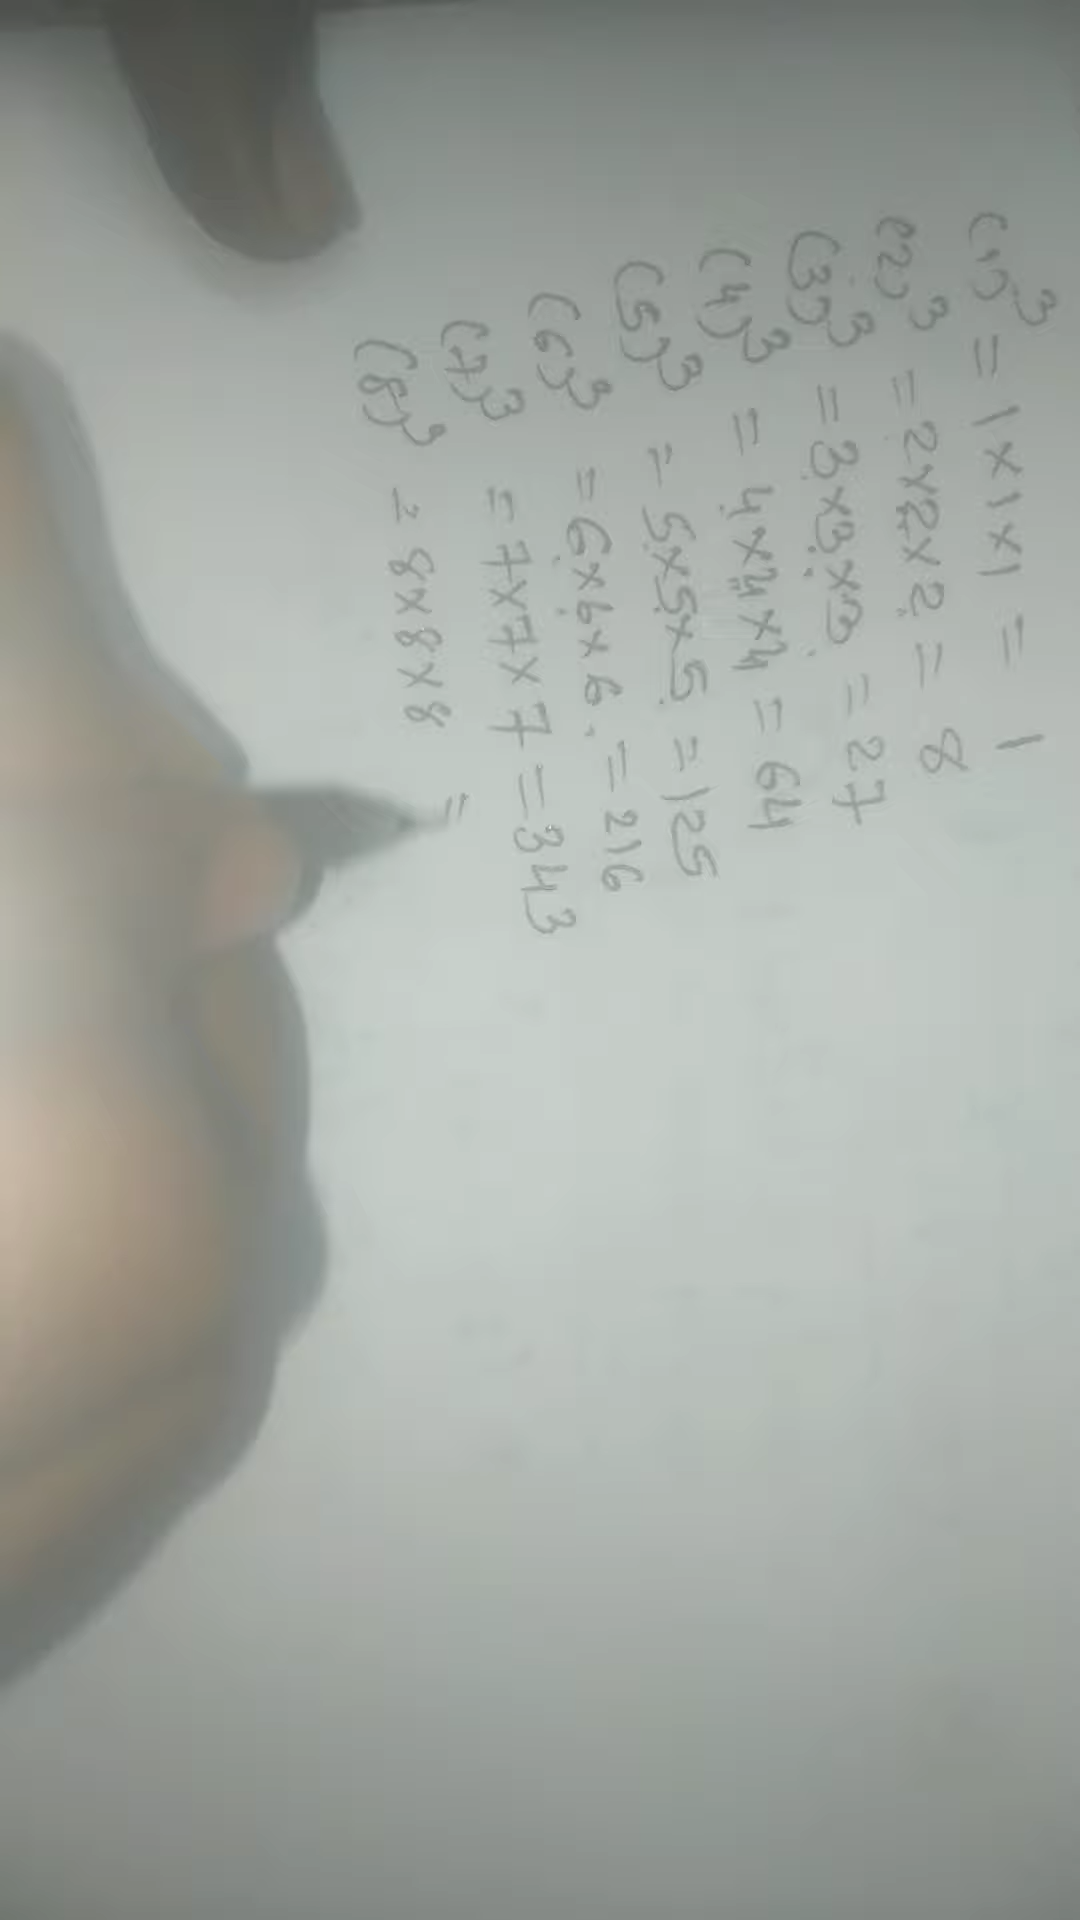 (1)³ = 1×1×1 = 1
(2)³ = 2×2×2 = 8
(3)³ = 3×3×3 = 27
(4)³ = 4×4×4 = 64
(5)³ = 5×5×5 = 125
(6)³ = 6×6×6 = 216
(7)³ = 7×7×7 = 343
(8)³ = 8×8×8 =